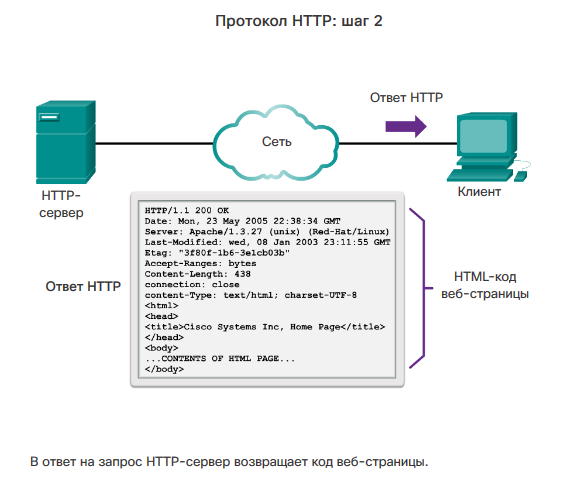 Протокол HTTP: шаг 2
Ответ HTTP
Сеть
HTTP-
сервер
Клиент
HTTP/1.1 200 OK
Date: Mon, 23 May 2005 22:38:34 GMT
Server: Apache/1.3.27 (unix) (Red-Hat/Linux)
Last-Modified: wed, 08 Jan 2003 23:11:55 GMT
Etag: "3f80f-1b6-3e1cb03b"
Accept-Ranges: bytes
Content-Length: 438
connection: close
content-Type: text/html; charset-UTF-8
<html>
<head>
<title>Cisco Systems Inc, Home Page</title>
</head>
<body>
...CONTENTS OF HTML PAGE...
</body>
Ответ HTTP
HTML-код
веб-страницы
В ответ на запрос HTTP-сервер возвращает код веб-страницы.